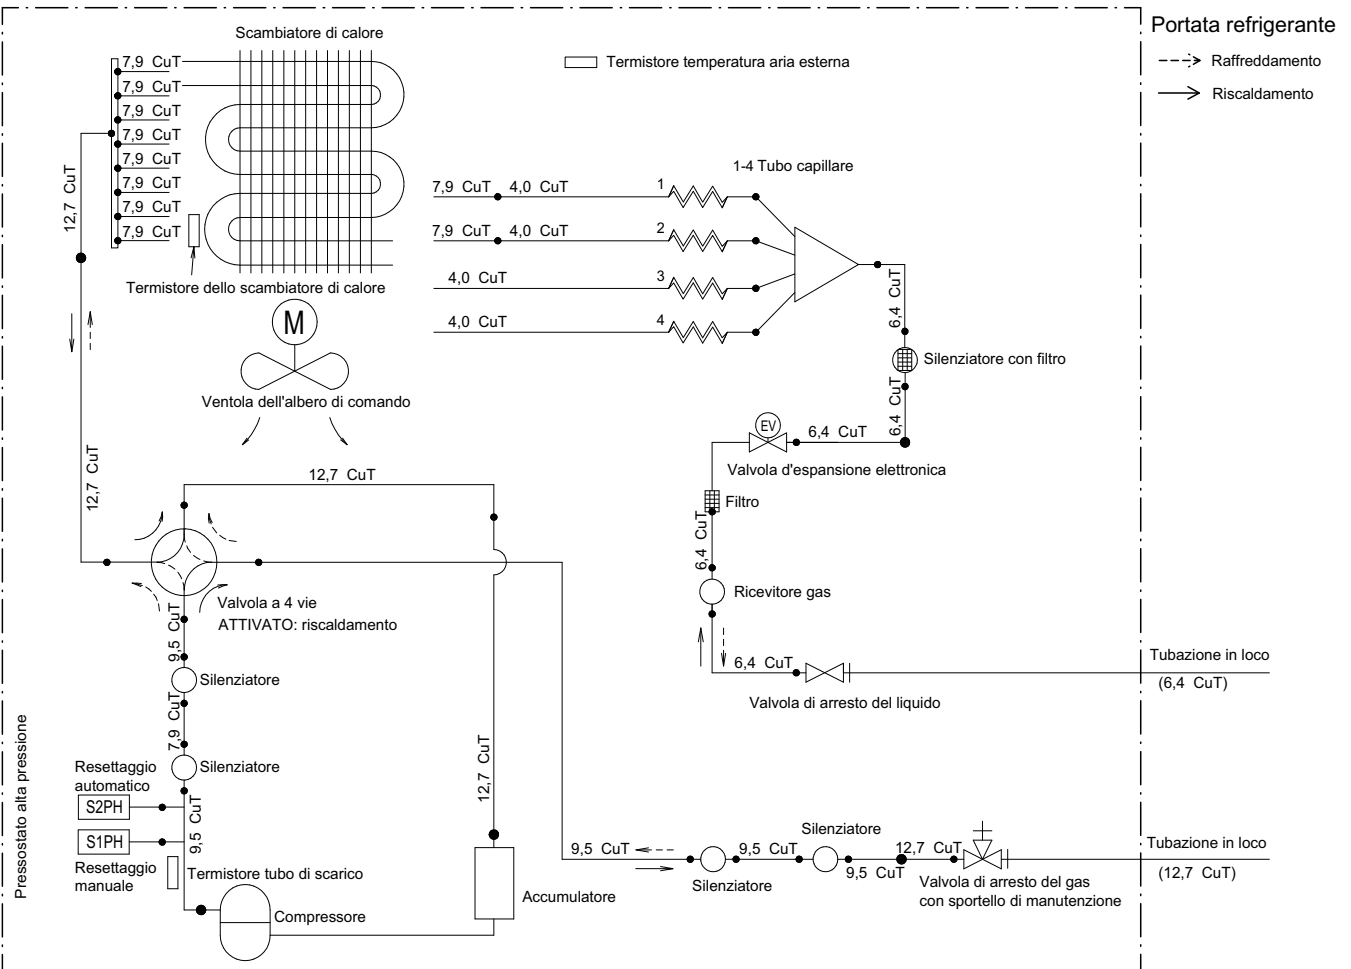 Portata refrigerante
Raffreddamento
Riscaldamento
Scambiatore di calore
Termistore temperatura aria esterna
7,9 CuT
7,9 CuT
7,9 CuT
7,9 CuT
7,9 CuT
7,9 CuT
7,9 CuT
7,9 CuT
12,7 CuT
Termistore dello scambiatore di calore
M
Ventola dell'albero di comando
1-4 Tubo capillare
7,9 CuT 4,0 CuT 1
7,9 CuT 4,0 CuT 2
4,0 CuT 3
4,0 CuT 4
6,4 CuT
Silenziatore con filtro
6,4 CuT
EV
6,4 CuT
Valvola d'espansione elettronica
Filtro
6,4 CuT
Ricevitore gas
6,4 CuT
Valvola di arresto del liquido
Tubazione in loco
(6,4 CuT)
12,7 CuT
12,7 CuT
Valvola a 4 vie
ATTIVATO: riscaldamento
9,5 CuT
Silenziatore
7,9 CuT
Silenziatore
Resettaggio
automatico
S2PH
S1PH
Resettaggio
manuale
9,5 CuT
Pressostato alta pressione
Termistore tubo di scarico
Compressore
12,7 CuT
Accumulatore
9,5 CuT
Silenziatore
9,5 CuT
Silenziatore
9,5 CuT
12,7 CuT
Valvola di arresto del gas
con sportello di manutenzione
Tubazione in loco
(12,7 CuT)